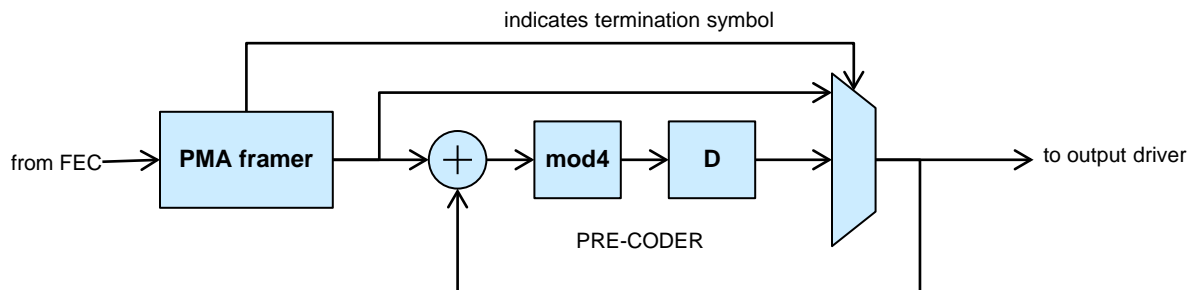 indicates termination symbol
from FEC
PMA framer
+
mod4
D
to output driver
PRE-CODER